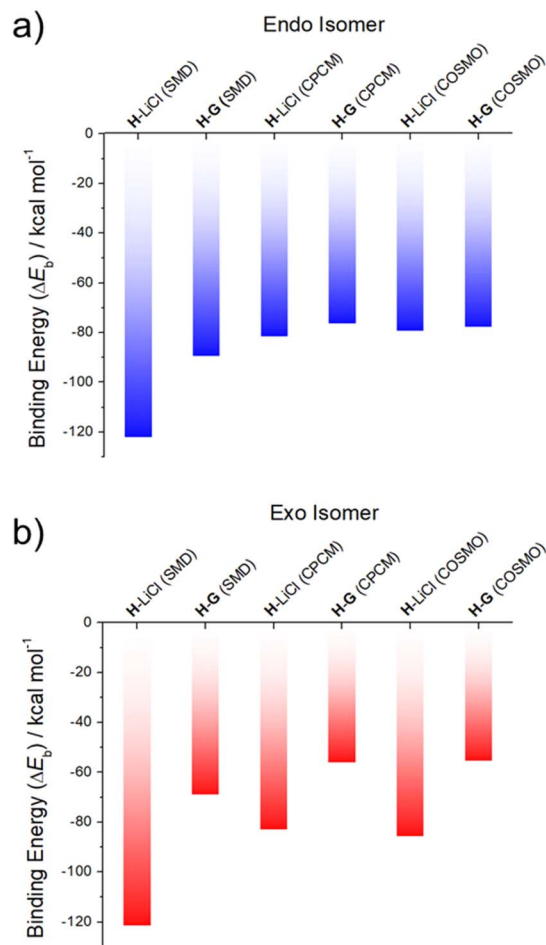 a)
Endo Isomer
H-LiCl (SMD)
H-G (SMD)
H-LiCl (CPCM)
H-G (CPCM)
H-LiCl (COSMO)
H-G (COSMO)
0
-20
-40
-60
-80
-100
-120
Binding Energy (ΔE_b) / kcal mol⁻¹
b)
Exo Isomer
H-LiCl (SMD)
H-G (SMD)
H-LiCl (CPCM)
H-G (CPCM)
H-LiCl (COSMO)
H-G (COSMO)
0
-20
-40
-60
-80
-100
-120
Binding Energy (ΔE_b) / kcal mol⁻¹